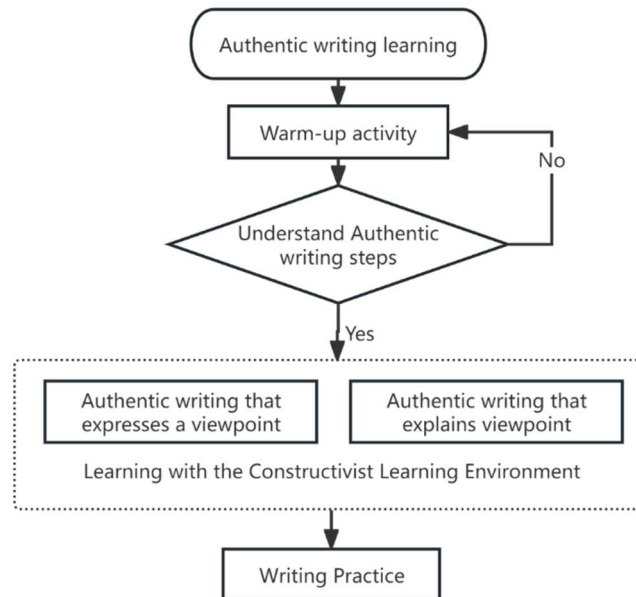 Authentic writing learning
Warm-up activity
No
Understand Authentic
writing steps
Yes
Authentic writing that
expresses a viewpoint
Authentic writing that
explains viewpoint
Learning with the Constructivist Learning Environment
Writing Practice